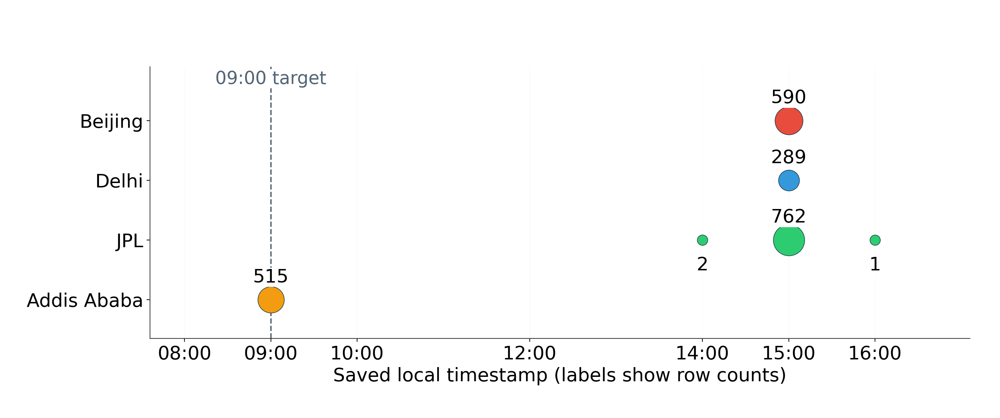 09:00 target
590
Beijing
289
Delhi
762
JPL
2
1
515
Addis Ababa
08:00 09:00 10:00 12:00 14:00 15:00 16:00
Saved local timestamp (labels show row counts)